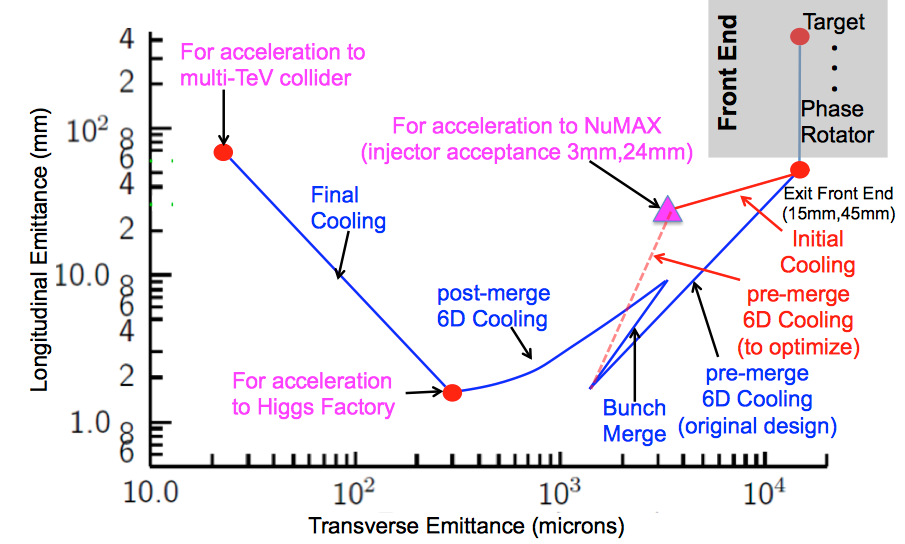 Front End
Target
Phase
Rotator
For acceleration to
multi-TeV collider
For acceleration to NuMAX
(injector acceptance 3mm,24mm)
Exit Front End
(15mm,45mm)
Initial
Cooling
Final
Cooling
post-merge
6D Cooling
pre-merge
6D Cooling
(to optimize)
For acceleration
to Higgs Factory
Bunch
Merge
pre-merge
6D Cooling
(original design)
Longitudinal Emittance (mm)
4
2
10²
8
6
4
2
10.0
8
6
4
2
1.0
8
6
10.0
10²
10³
10⁴
Transverse Emittance (microns)